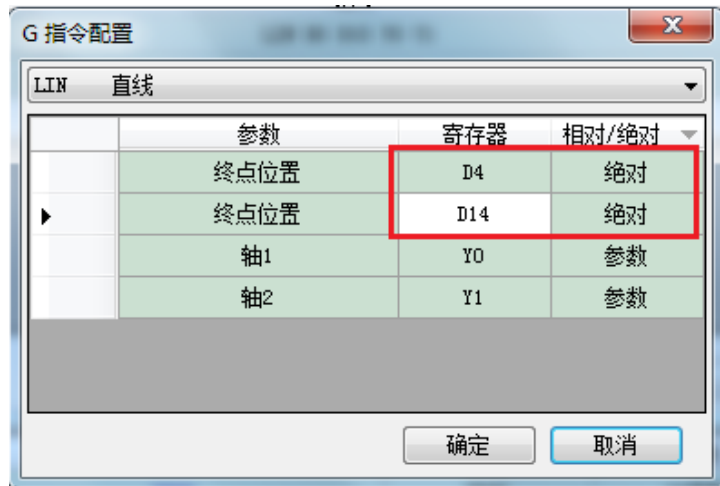 G 指令配置
LIN 直线
参数 寄存器 相对/绝对
终点位置 D4 绝对
终点位置 D14 绝对
轴1 Y0 参数
轴2 Y1 参数
确定 取消